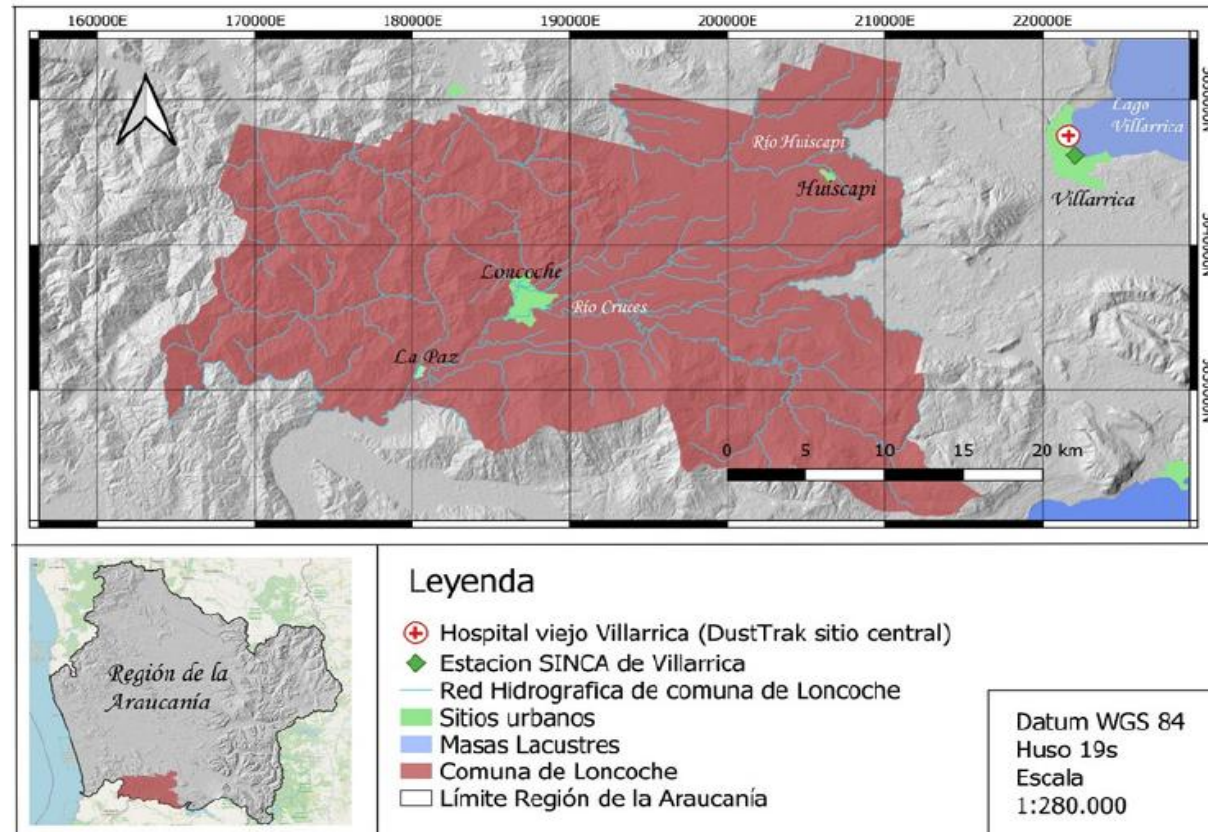 160000E 170000E 180000E 190000E 200000E 210000E 220000E
Lago
Villarrica
Río Huiscapi
Huiscapi
Villarrica
Loncoche
Río Cruces
La Paz
0 5 10 15 20 km
Leyenda
Hospital viejo Villarrica (DustTrak sitio central)
Estacion SINCA de Villarrica
Red Hidrografica de comuna de Loncoche
Sitios urbanos
Masas Lacustres
Comuna de Loncoche
Límite Región de la Araucanía
Región de la
Araucanía
Datum WGS 84
Huso 19s
Escala
1:280.000